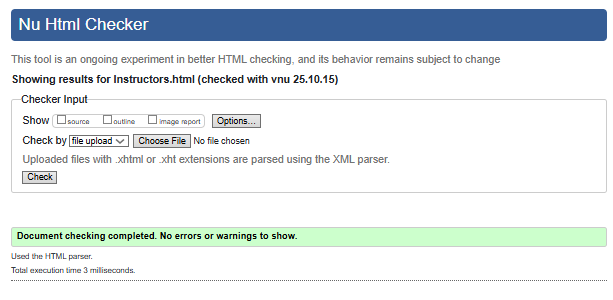 Nu Html Checker
This tool is an ongoing experiment in better HTML checking, and its behavior remains subject to change
Showing results for Instructors.html (checked with vnu 25.10.15)
Checker Input
Show source outline image report Options...
Check by file upload Choose File No file chosen
Uploaded files with .xhtml or .xht extensions are parsed using the XML parser.
Check
Document checking completed. No errors or warnings to show.
Used the HTML parser.
Total execution time 3 milliseconds.